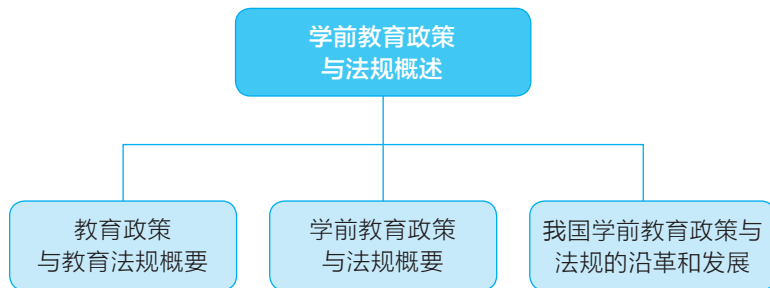 学前教育政策
与法规概述
教育政策
与教育法规概要
学前教育政策
与法规概要
我国学前教育政策与
法规的沿革和发展